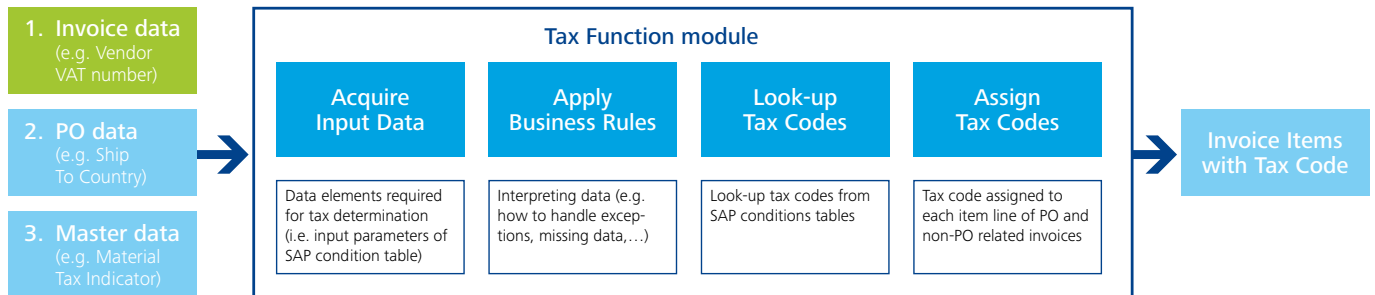 1. Invoice data
(e.g. Vendor
VAT number)
2. PO data
(e.g. Ship
To Country)
3. Master data
(e.g. Material
Tax Indicator)
Tax Function module
Acquire
Input Data
Data elements required
for tax determination
(i.e. input parameters of
SAP condition table)
Apply
Business Rules
Interpreting data (e.g.
how to handle excep-
tions, missing data,...)
Look-up
Tax Codes
Look-up tax codes from
SAP conditions tables
Assign
Tax Codes
Tax code assigned to
each item line of PO and
non-PO related invoices
Invoice Items
with Tax Code